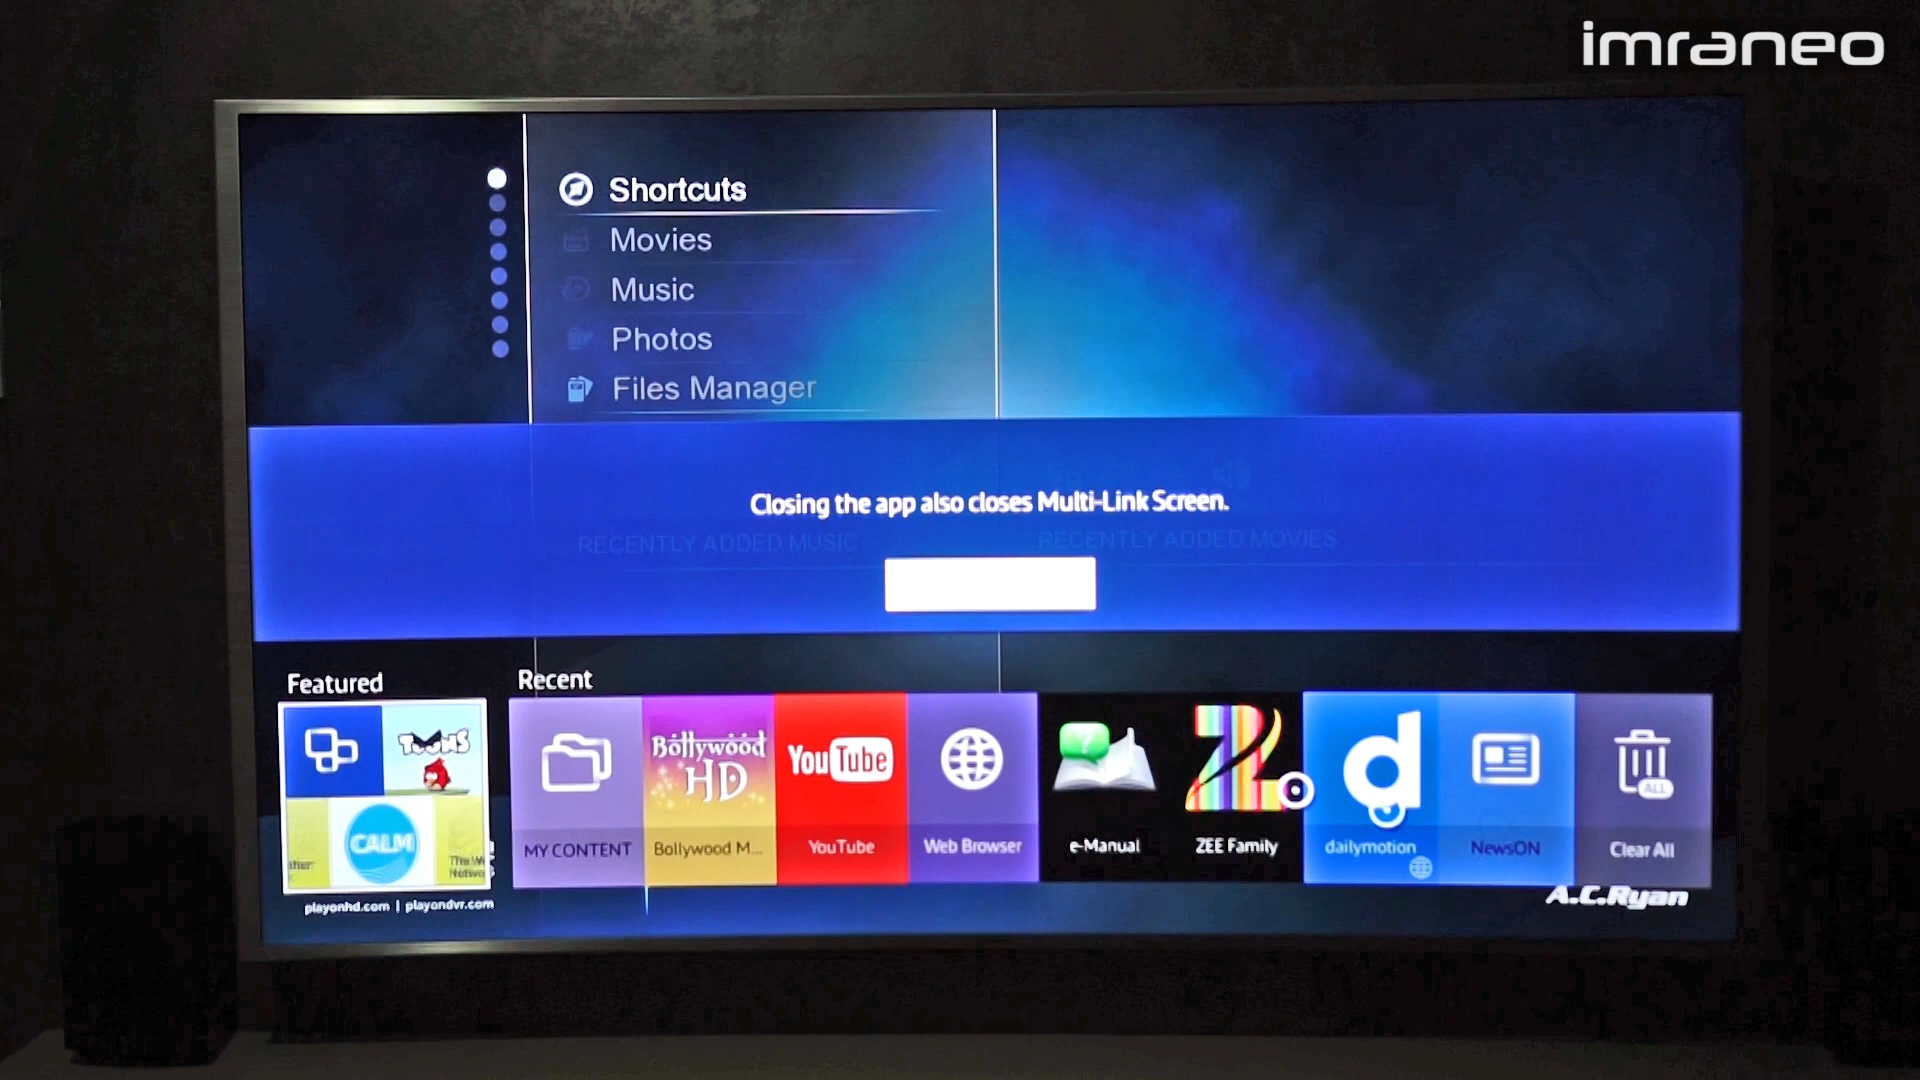 imraneo
Shortcuts
Movies
Music
Photos
Files Manager
Closing the app also closes Multi-Link Screen.
RECENTLY ADDED MUSIC
RECENTLY ADDED MOVIES
Featured
Recent
TOONS
CALM
Bollywood
HD
YouTube
?
Z
d
ALL
MY CONTENT
Bollywood M...
YouTube
Web Browser
e-Manual
ZEE Family
dailymotion
NewsON
Clear All
playonhd.com | playondvr.com
A.C.Ryan